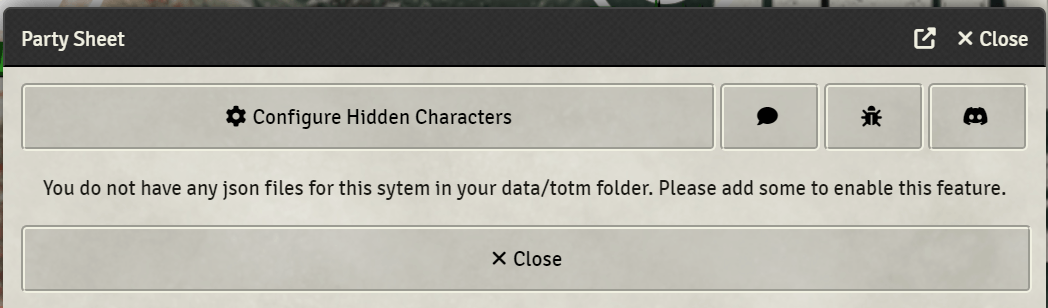 Party Sheet
Close
Configure Hidden Characters
You do not have any json files for this sytem in your data/totm folder. Please add some to enable this feature.
Close